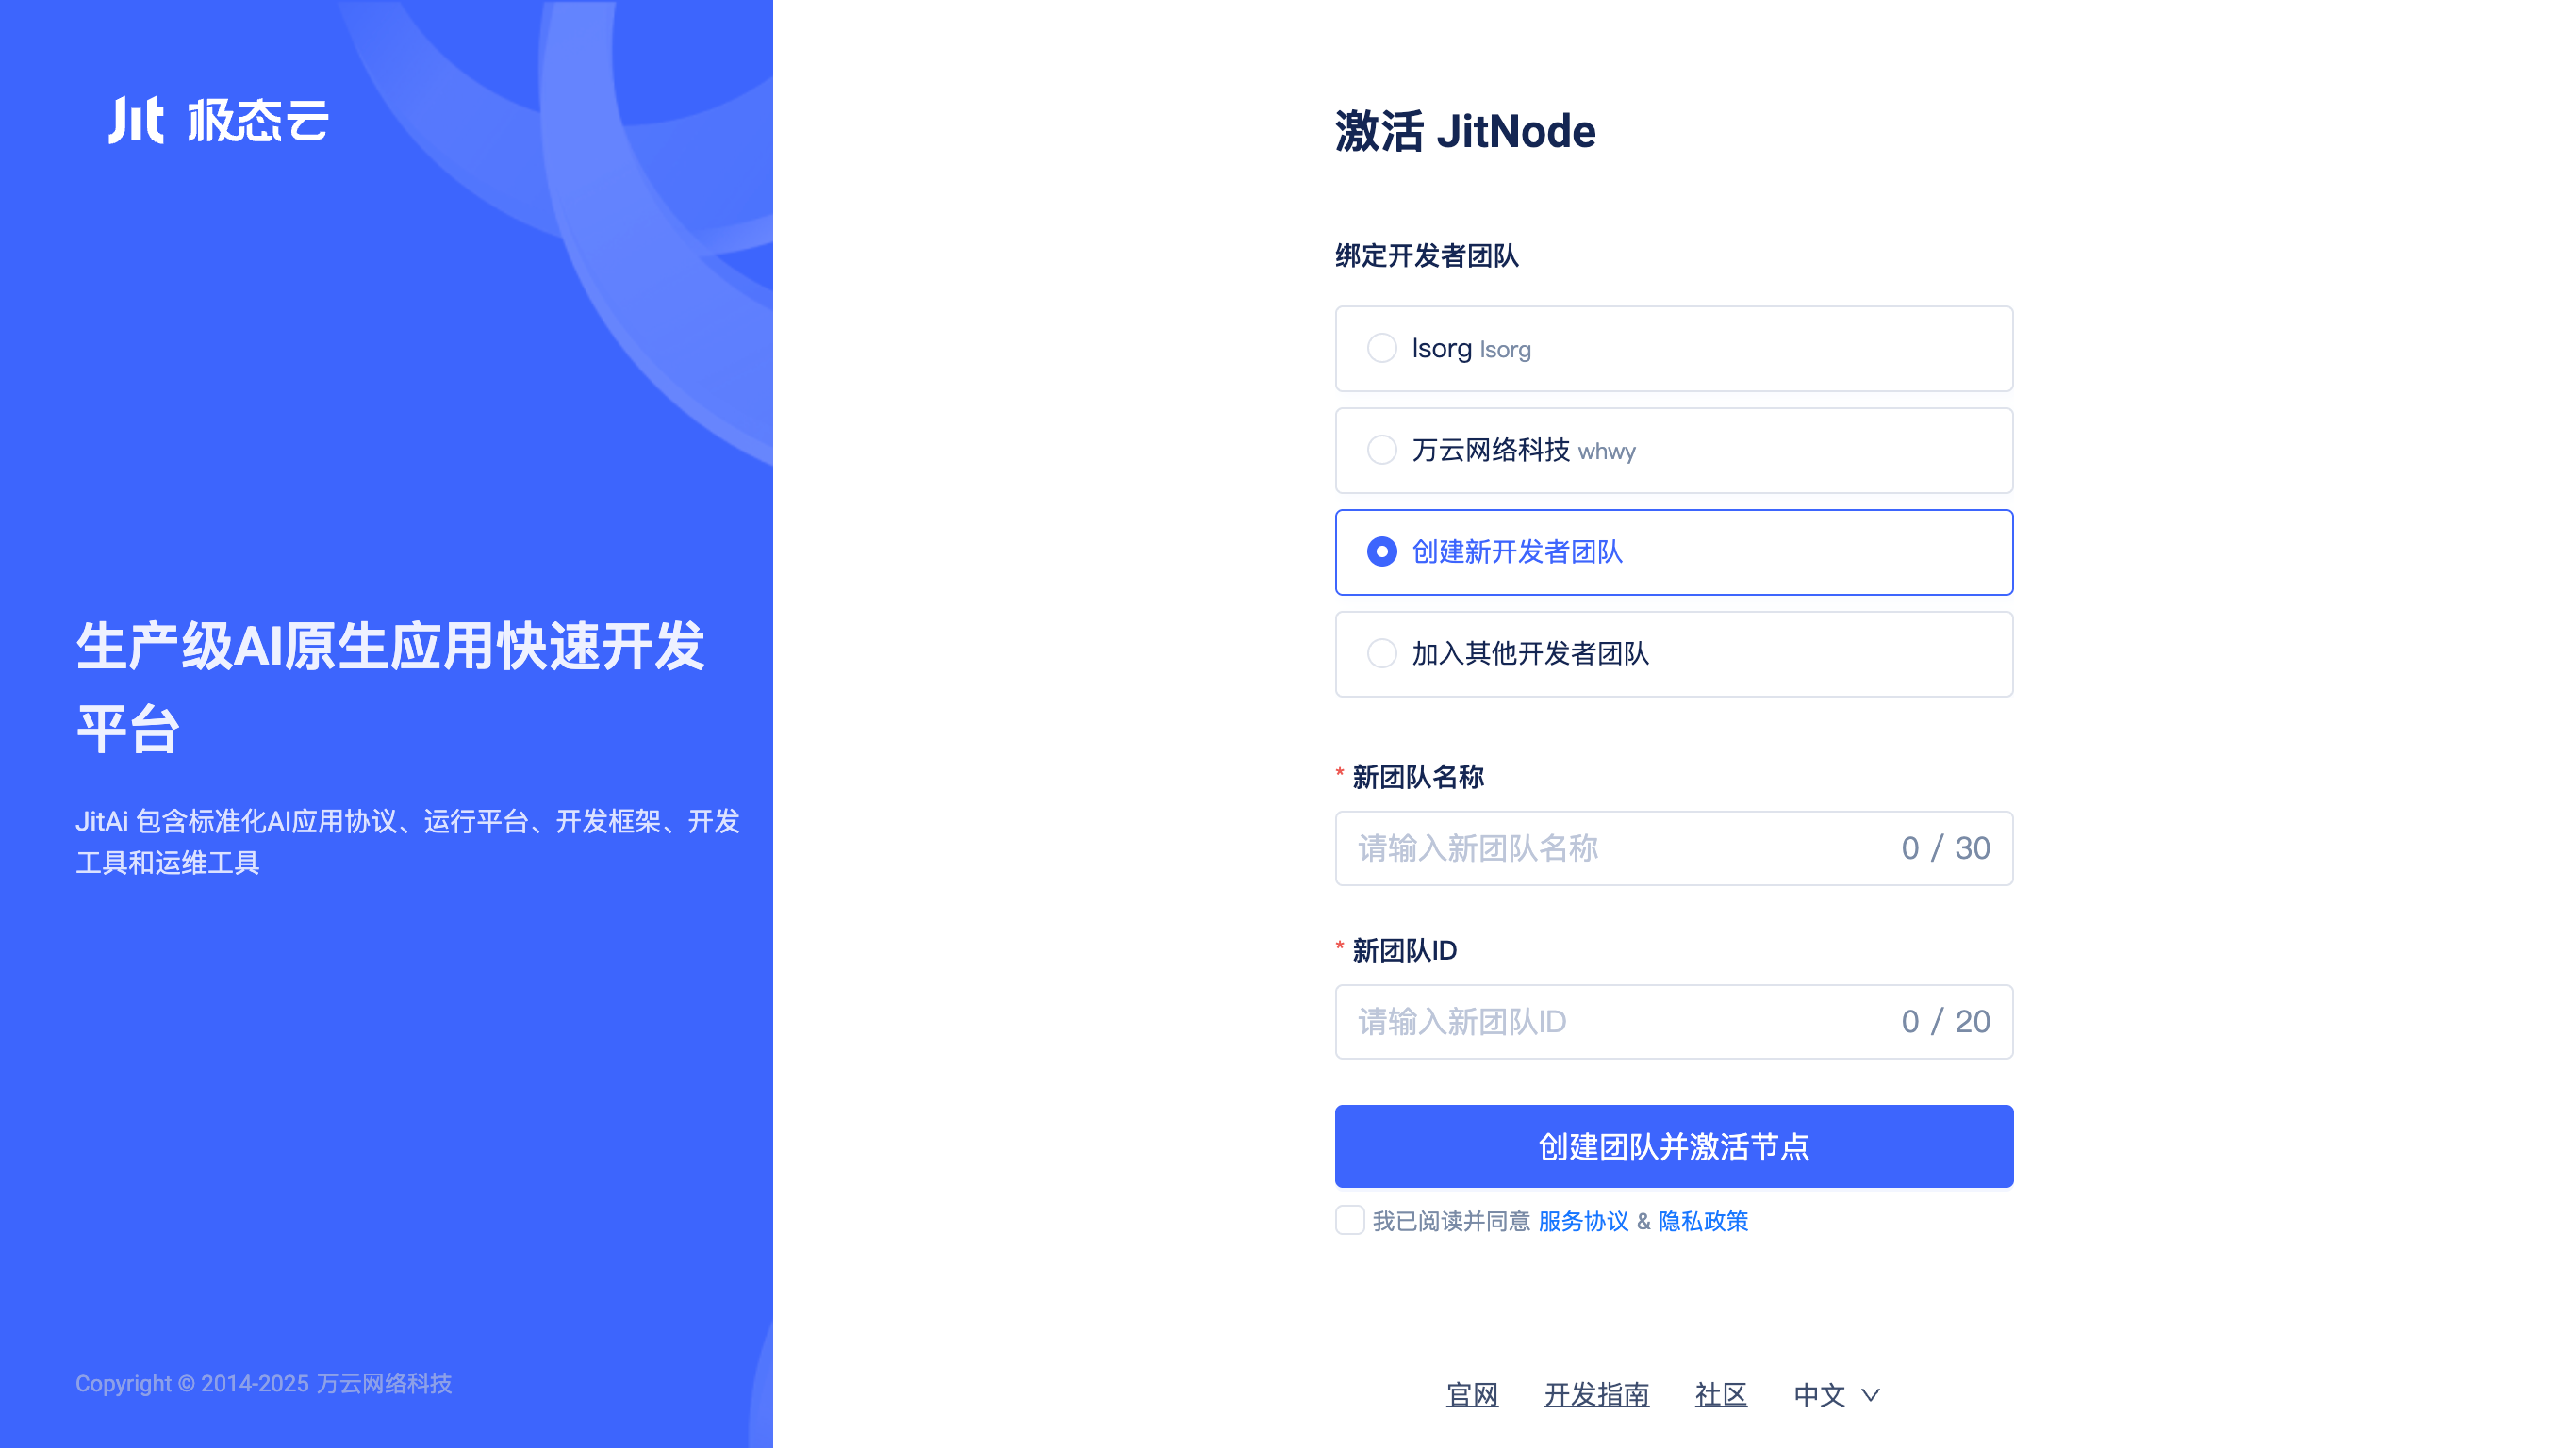 Jit 极态云
生产级AI原生应用快速开发
平台
JitAi 包含标准化AI应用协议、运行平台、开发框架、开发
工具和运维工具
Copyright © 2014-2025 万云网络科技
激活 JitNode
绑定开发者团队
lsorg lsorg
万云网络科技 whwy
创建新开发者团队
加入其他开发者团队
* 新团队名称
请输入新团队名称 0 / 30
* 新团队ID
请输入新团队ID 0 / 20
创建团队并激活节点
我已阅读并同意 服务协议 & 隐私政策
官网 开发指南 社区 中文